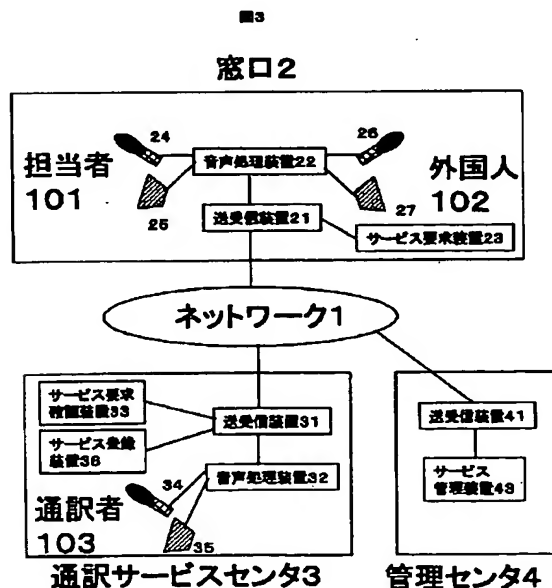 図3
窓口2
担当者
101
24
音声処理装置22
26
外国人
102
25
送受信装置21
27
サービス要求装置23
ネットワーク1
サービス要求
確認装置33
送受信装置31
サービス登録
装置36
音声処理装置32
34
通訳者
103
35
通訳サービスセンタ3
送受信装置41
サービス
管理装置43
管理センタ4